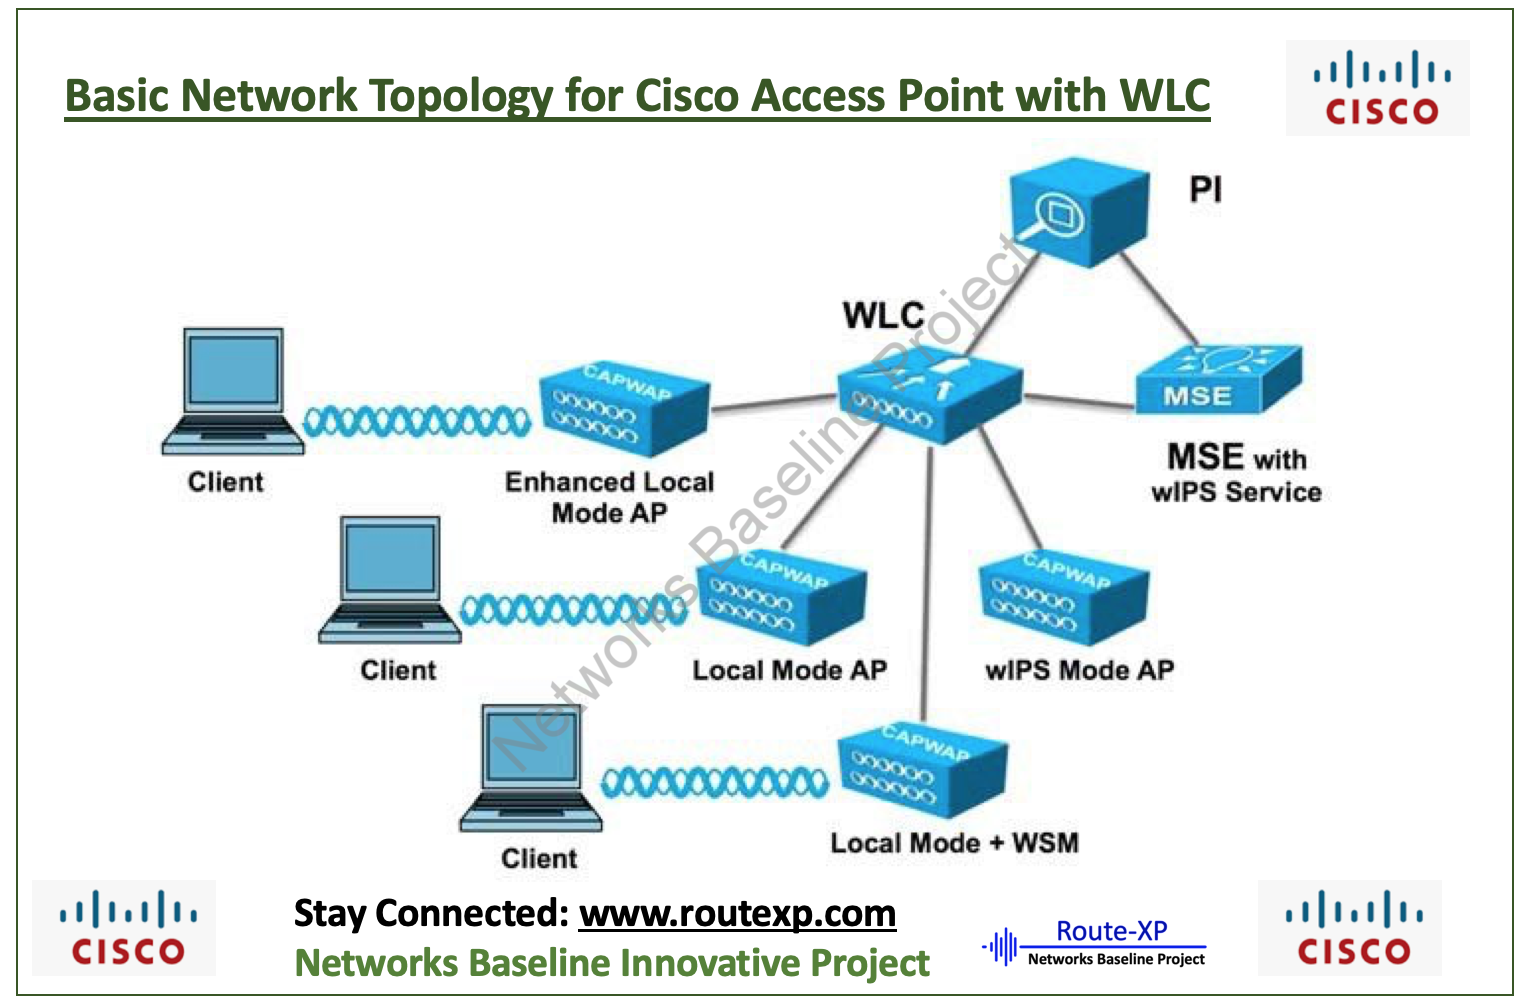 Basic Network Topology for Cisco Access Point with WLC
CISCO
PI
WLC
CAPWAP
MSE
Client
Enhanced Local
Mode AP
MSE with
wIPS Service
CAPWAP
CAPWAP
Client
Local Mode AP
wIPS Mode AP
CAPWAP
Client
Local Mode + WSM
Networks Baseline Project
CISCO
Stay Connected: www.routexp.com
Networks Baseline Innovative Project
Route-XP
Networks Baseline Project
CISCO